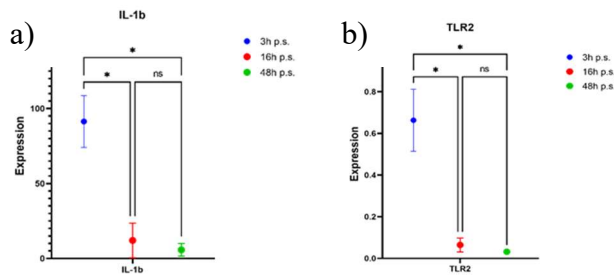 a)
IL-1b
3h p.s.
16h p.s.
48h p.s.
*
*
ns
Expression
100
50
0
IL-1b
b)
TLR2
3h p.s.
16h p.s.
48h p.s.
*
*
ns
Expression
0.8
0.6
0.4
0.2
0.0
TLR2